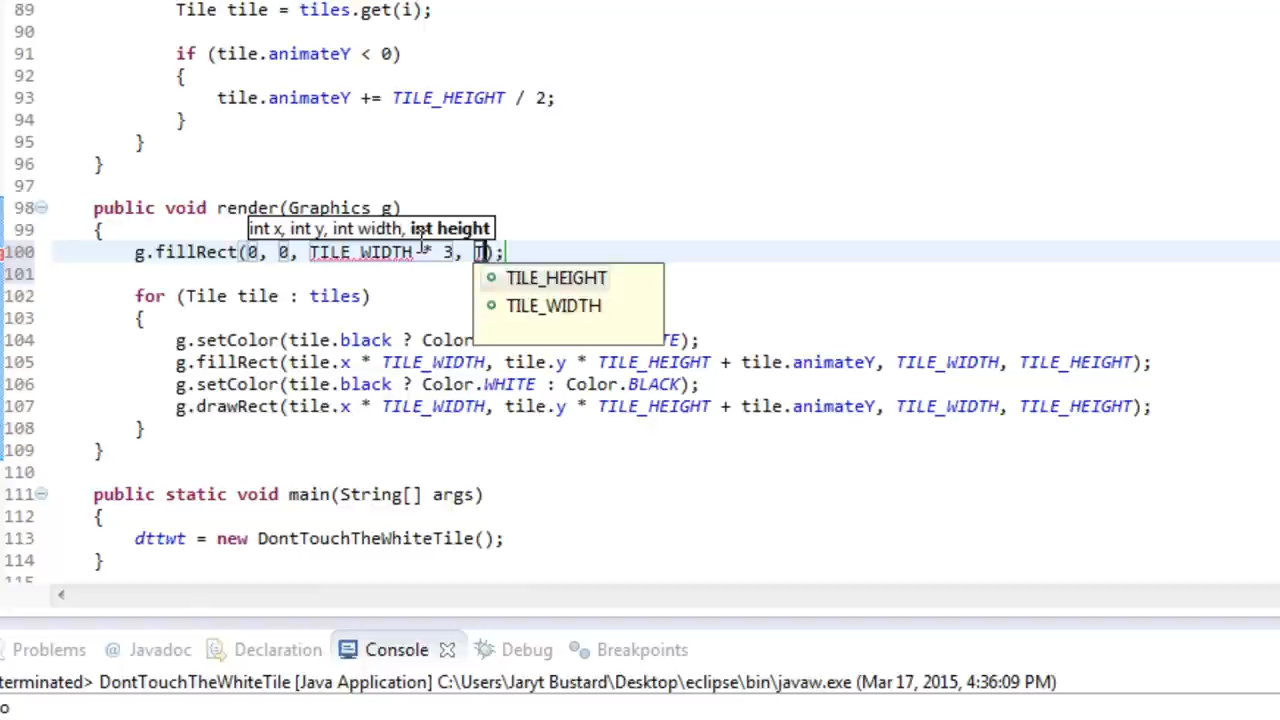 89 Tile tile = tiles.get(i);
90
91 if (tile.animateY < 0)
92 {
93 tile.animateY += TILE_HEIGHT / 2;
94 }
95 }
96 }
97
98 public void render(Graphics g)
int x, int y, int width, int height
99 {
100 g.fillRect(0, 0, TILE_WIDTH * 3, T);
101
TILE_HEIGHT
102 for (Tile tile : tiles)
TILE_WIDTH
103 {
104 g.setColor(tile.black ? Color TE);
105 g.fillRect(tile.x * TILE_WIDTH, tile.y * TILE_HEIGHT + tile.animateY, TILE_WIDTH, TILE_HEIGHT);
106 g.setColor(tile.black ? Color.WHITE : Color.BLACK);
107 g.drawRect(tile.x * TILE_WIDTH, tile.y * TILE_HEIGHT + tile.animateY, TILE_WIDTH, TILE_HEIGHT);
108 }
109 }
110
111 public static void main(String[] args)
112 {
113 dttwt = new DontTouchTheWhiteTile();
114 }
115
Problems @ Javadoc Declaration Console Debug Breakpoints
terminated> DontTouchTheWhiteTile [Java Application] C:\Users\Jaryt Bustard\Desktop\eclipse\bin\javaw.exe (Mar 17, 2015, 4:36:09 PM)
o